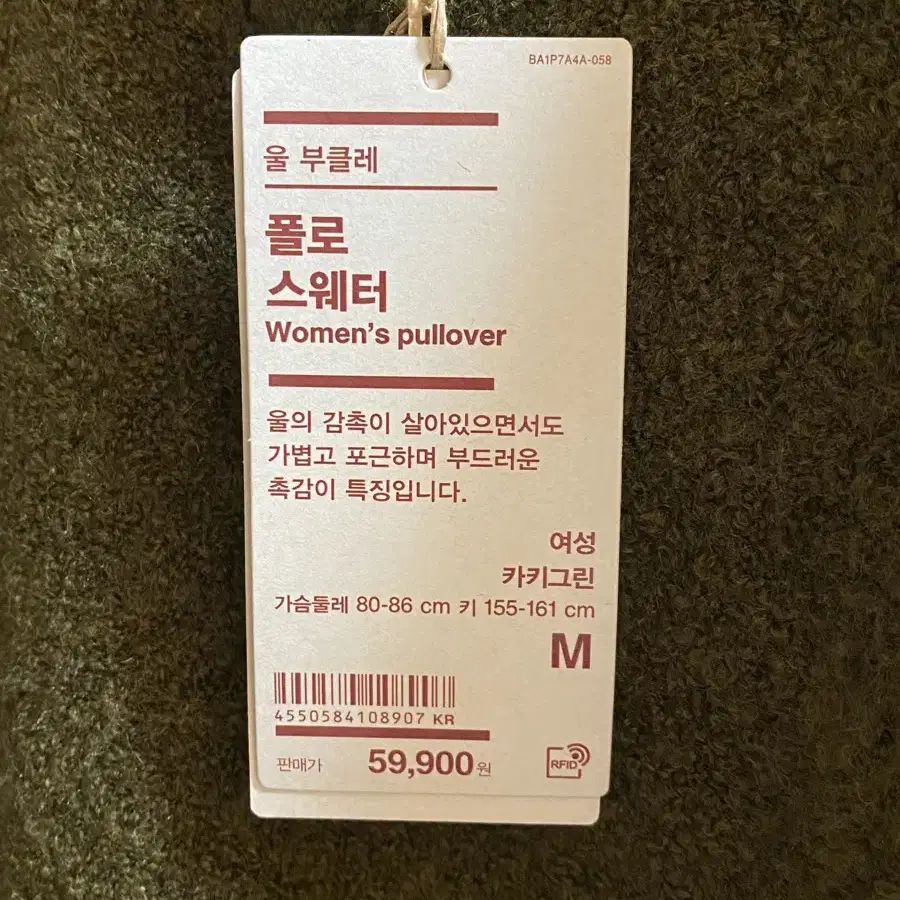 BA1P7A4A-058
울 부클레
폴로
스웨터
Women's pullover
울의 감촉이 살아있으면서도
가볍고 포근하며 부드러운
촉감이 특징입니다.
여성
카키그린
가슴둘레 80-86 cm 키 155-161 cm
M
4550584108907 KR
판매가 59,900원
RFID